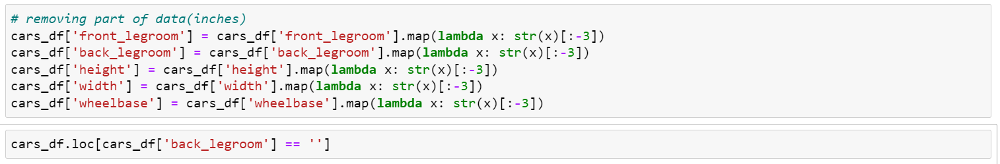 # removing part of data(inches)
cars_df['front_legroom'] = cars_df['front_legroom'].map(lambda x: str(x)[:-3])
cars_df['back_legroom'] = cars_df['back_legroom'].map(lambda x: str(x)[:-3])
cars_df['height'] = cars_df['height'].map(lambda x: str(x)[:-3])
cars_df['width'] = cars_df['width'].map(lambda x: str(x)[:-3])
cars_df['wheelbase'] = cars_df['wheelbase'].map(lambda x: str(x)[:-3])
cars_df.loc[cars_df['back_legroom'] == '']